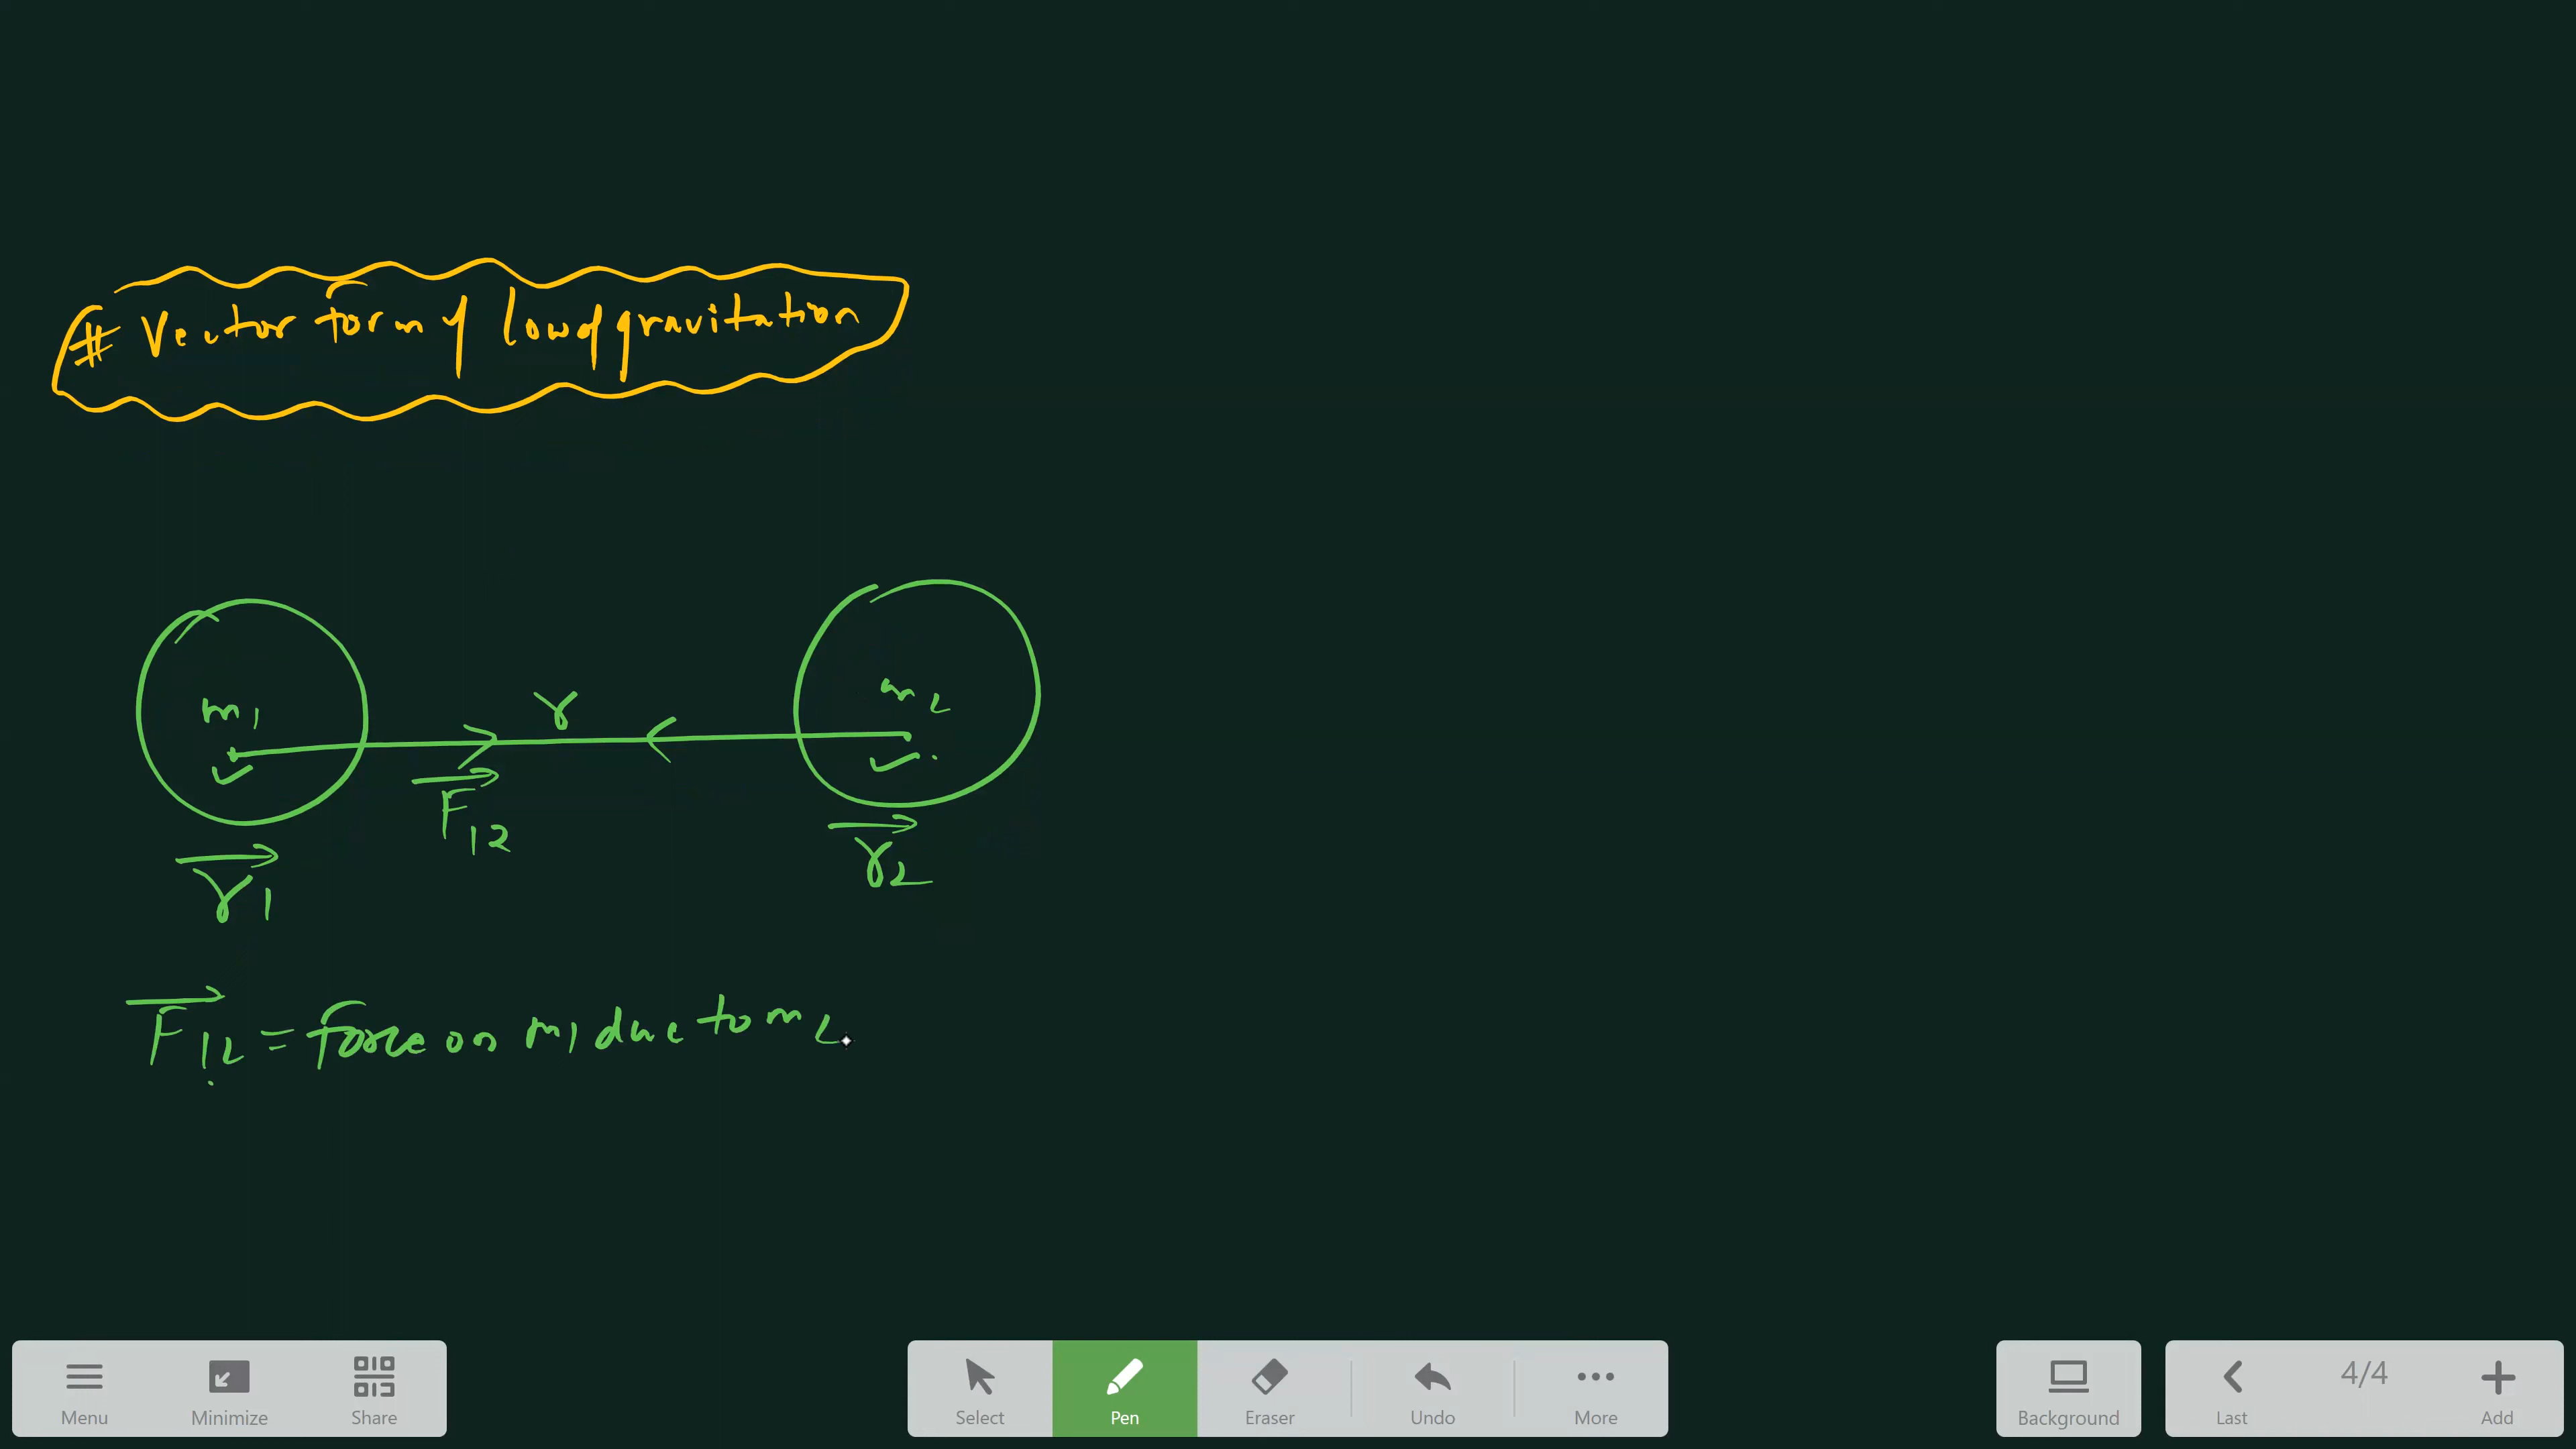 # Vector form of law of gravitation
m1
r
m2
F12
r1
r2
F12 = Force on m1 due to m2
Menu
Minimize
Share
Select
Pen
Eraser
Undo
More
Background
Last
4/4
Add